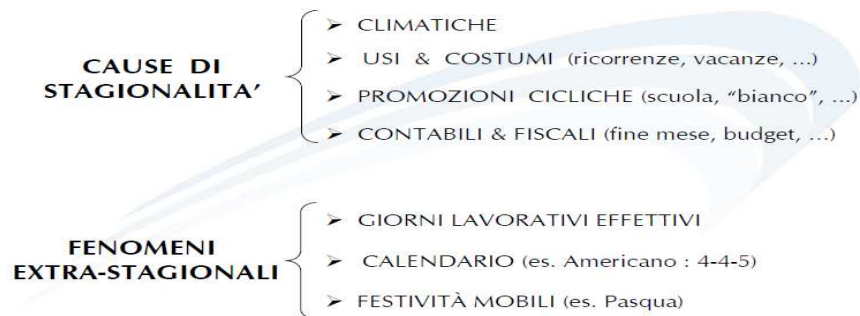 CAUSE DI
STAGIONALITA’
➢ CLIMATICHE
➢ USI & COSTUMI (ricorrenze, vacanze, ...)
➢ PROMOZIONI CICLICHE (scuola, “bianco”, ...)
➢ CONTABILI & FISCALI (fine mese, budget, ...)
FENOMENI
EXTRA-STAGIONALI
➢ GIORNI LAVORATIVI EFFETTIVI
➢ CALENDARIO (es. Americano : 4-4-5)
➢ FESTIVITÀ MOBILI (es. Pasqua)